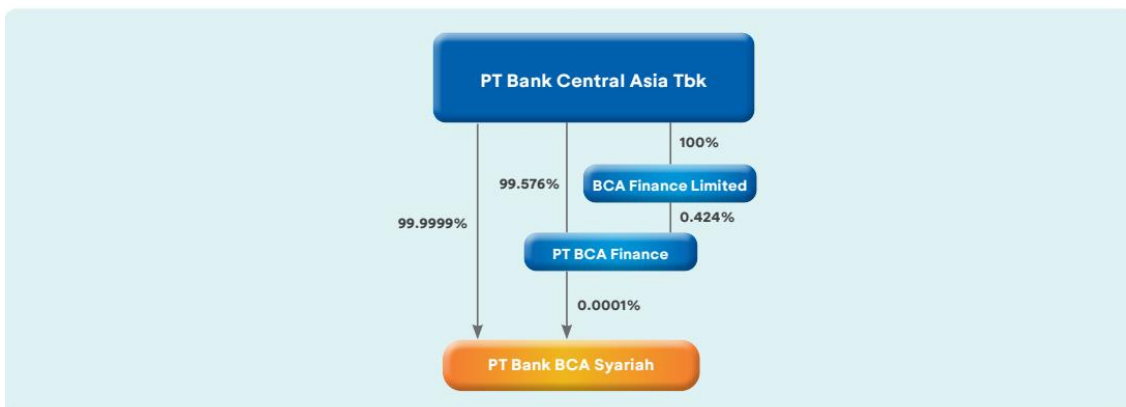 PT Bank Central Asia Tbk
100%
99.576%
BCA Finance Limited
0.424%
99.9999%
PT BCA Finance
0.0001%
PT Bank BCA Syariah